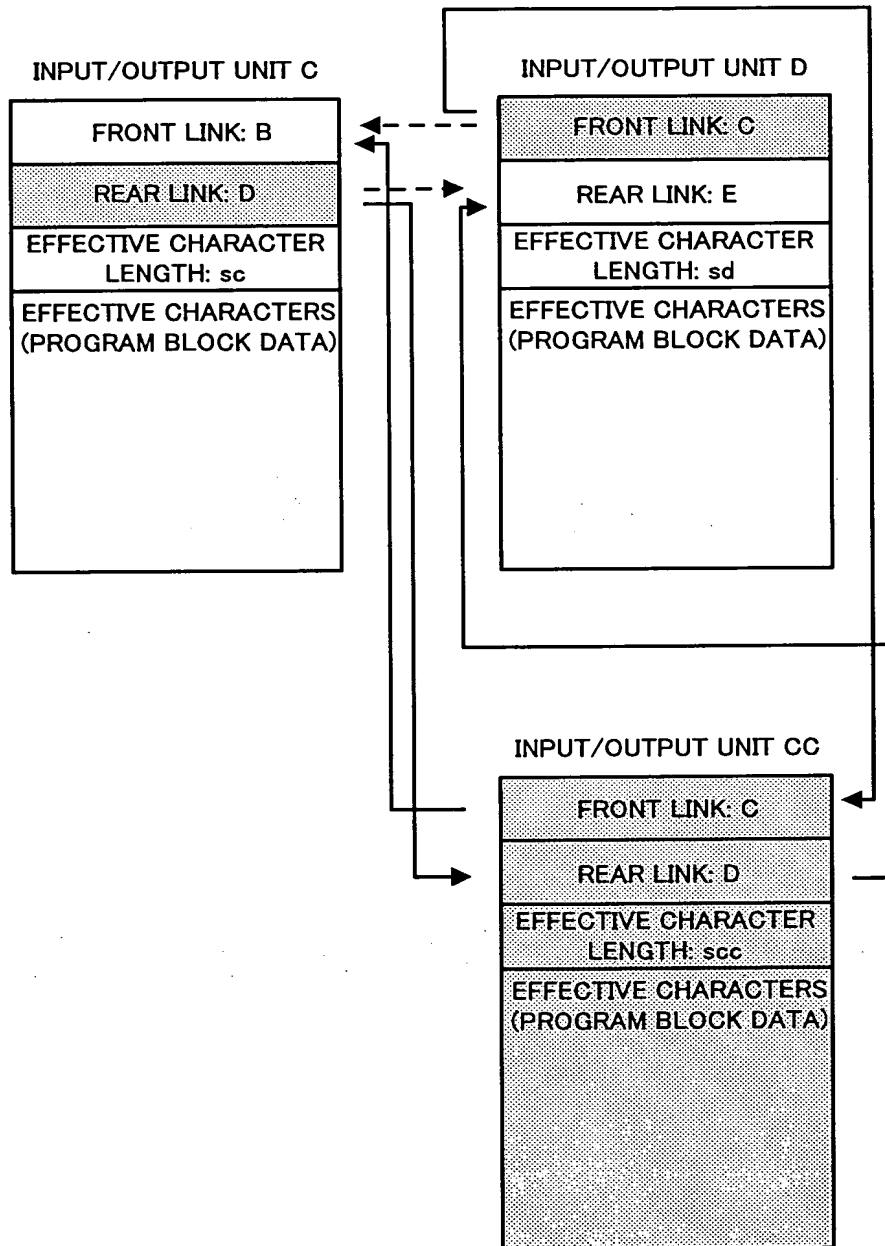 INPUT/OUTPUT UNIT C
FRONT LINK: B
REAR LINK: D
EFFECTIVE CHARACTER
LENGTH: sc
EFFECTIVE CHARACTERS
(PROGRAM BLOCK DATA)
INPUT/OUTPUT UNIT D
FRONT LINK: C
REAR LINK: E
EFFECTIVE CHARACTER
LENGTH: sd
EFFECTIVE CHARACTERS
(PROGRAM BLOCK DATA)
INPUT/OUTPUT UNIT CC
FRONT LINK: C
REAR LINK: D
EFFECTIVE CHARACTER
LENGTH: scc
EFFECTIVE CHARACTERS
(PROGRAM BLOCK DATA)